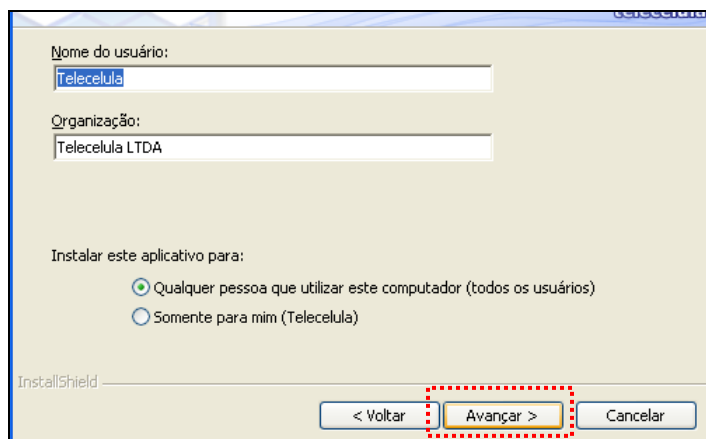 Nome do usuário:
Telecelula
Organização:
Telecelula LTDA
Instalar este aplicativo para:
Qualquer pessoa que utilizar este computador (todos os usuários)
Somente para mim (Telecelula)
InstallShield
< Voltar
Avançar >
Cancelar